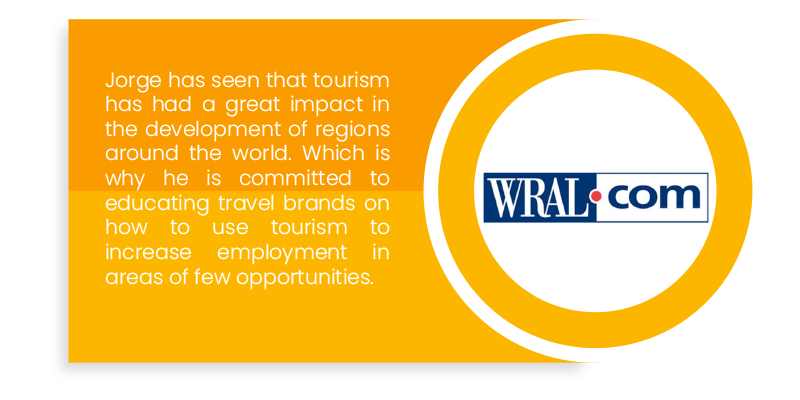 Jorge has seen that tourism
has had a great impact in
the development of regions
around the world. Which is
why he is committed to
educating travel brands on
how to use tourism to
increase employment in
areas of few opportunities.
WRAL.com